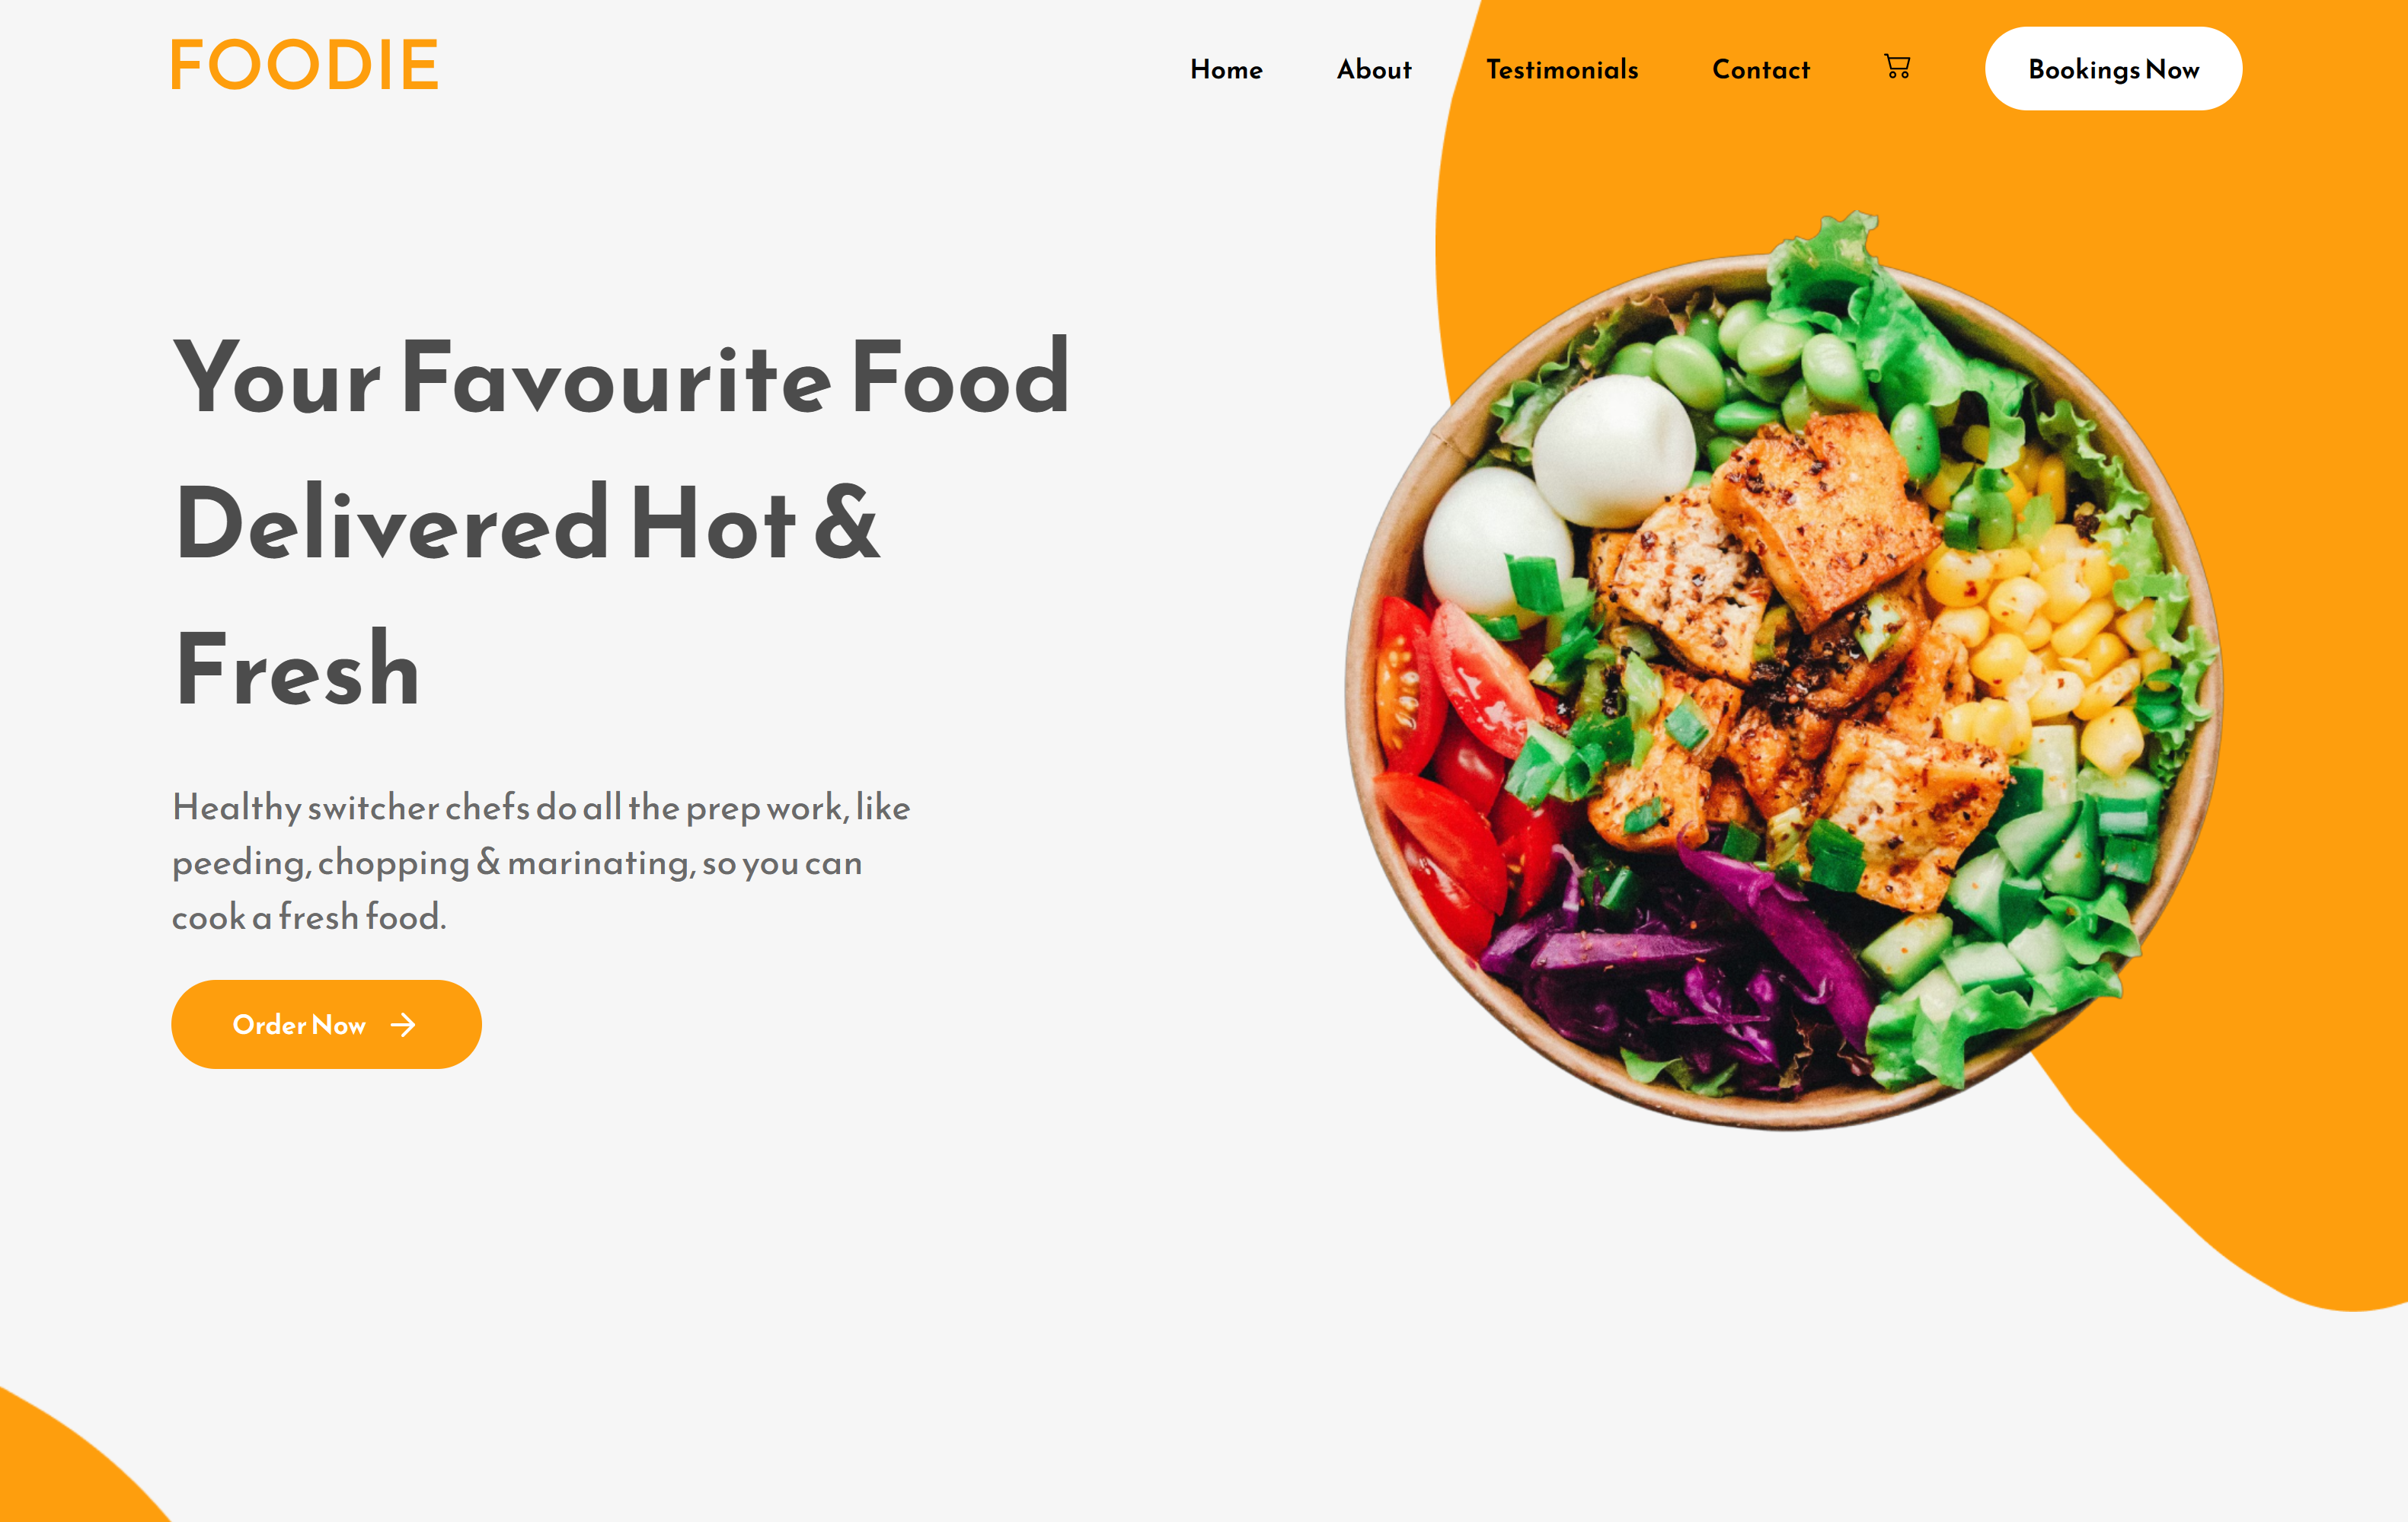 FOODIE
Home About Testimonials Contact Bookings Now
Your Favourite Food
Delivered Hot &
Fresh
Healthy switcher chefs do all the prep work, like
peeding, chopping & marinating, so you can
cook a fresh food.
Order Now